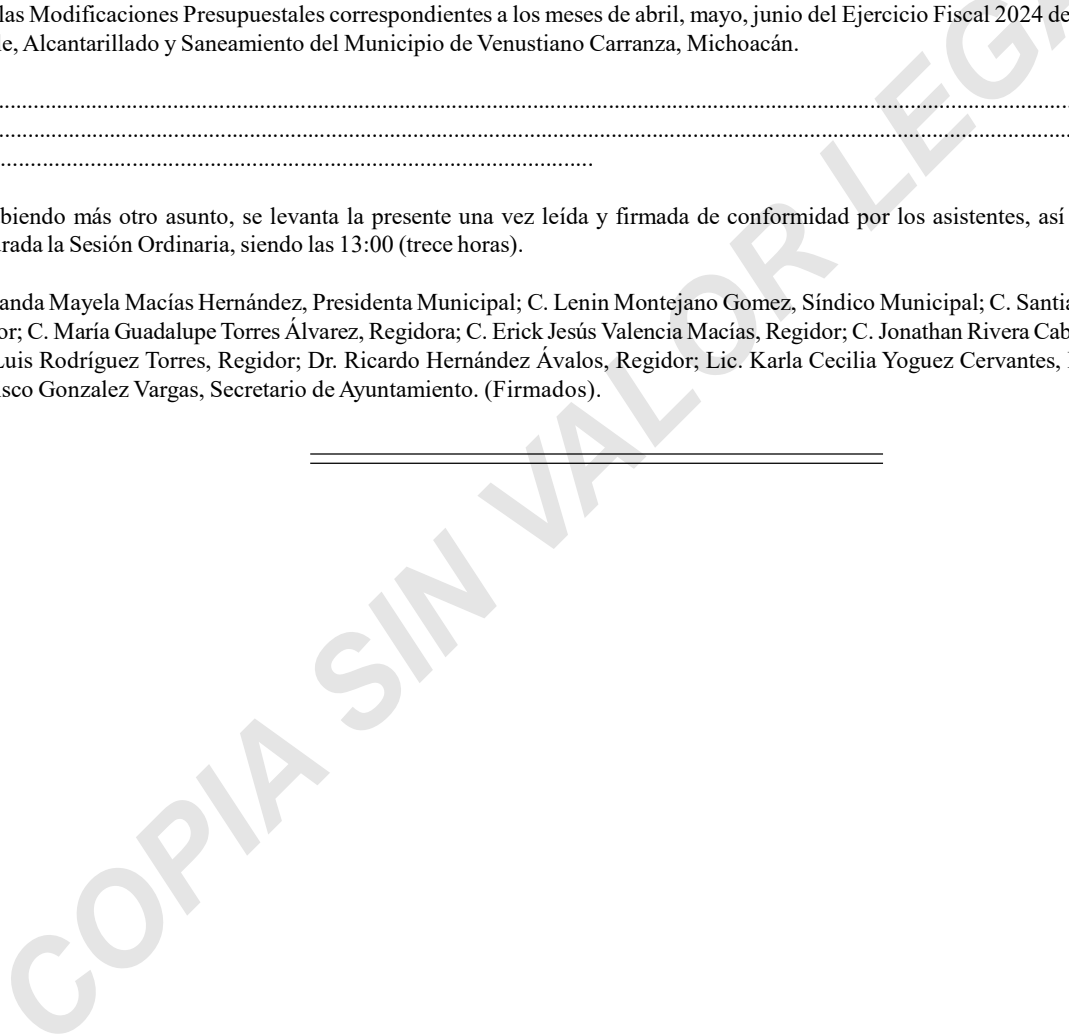 las Modificaciones Presupuestales correspondientes a los meses de abril, mayo, junio del Ejercicio Fiscal 2024 de
le, Alcantarillado y Saneamiento del Municipio de Venustiano Carranza, Michoacán.
................................................................................................................................................................
................................................................................................................................................................
.........................................................................................
biendo más otro asunto, se levanta la presente una vez leída y firmada de conformidad por los asistentes, así
urada la Sesión Ordinaria, siendo las 13:00 (trece horas).
anda Mayela Macías Hernández, Presidenta Municipal; C. Lenin Montejano Gomez, Síndico Municipal; C. Santia
or; C. María Guadalupe Torres Álvarez, Regidora; C. Erick Jesús Valencia Macías, Regidor; C. Jonathan Rivera Cab
Luis Rodríguez Torres, Regidor; Dr. Ricardo Hernández Ávalos, Regidor; Lic. Karla Cecilia Yoguez Cervantes,
isco Gonzalez Vargas, Secretario de Ayuntamiento. (Firmados).
COPIA SIN VALOR LEGA